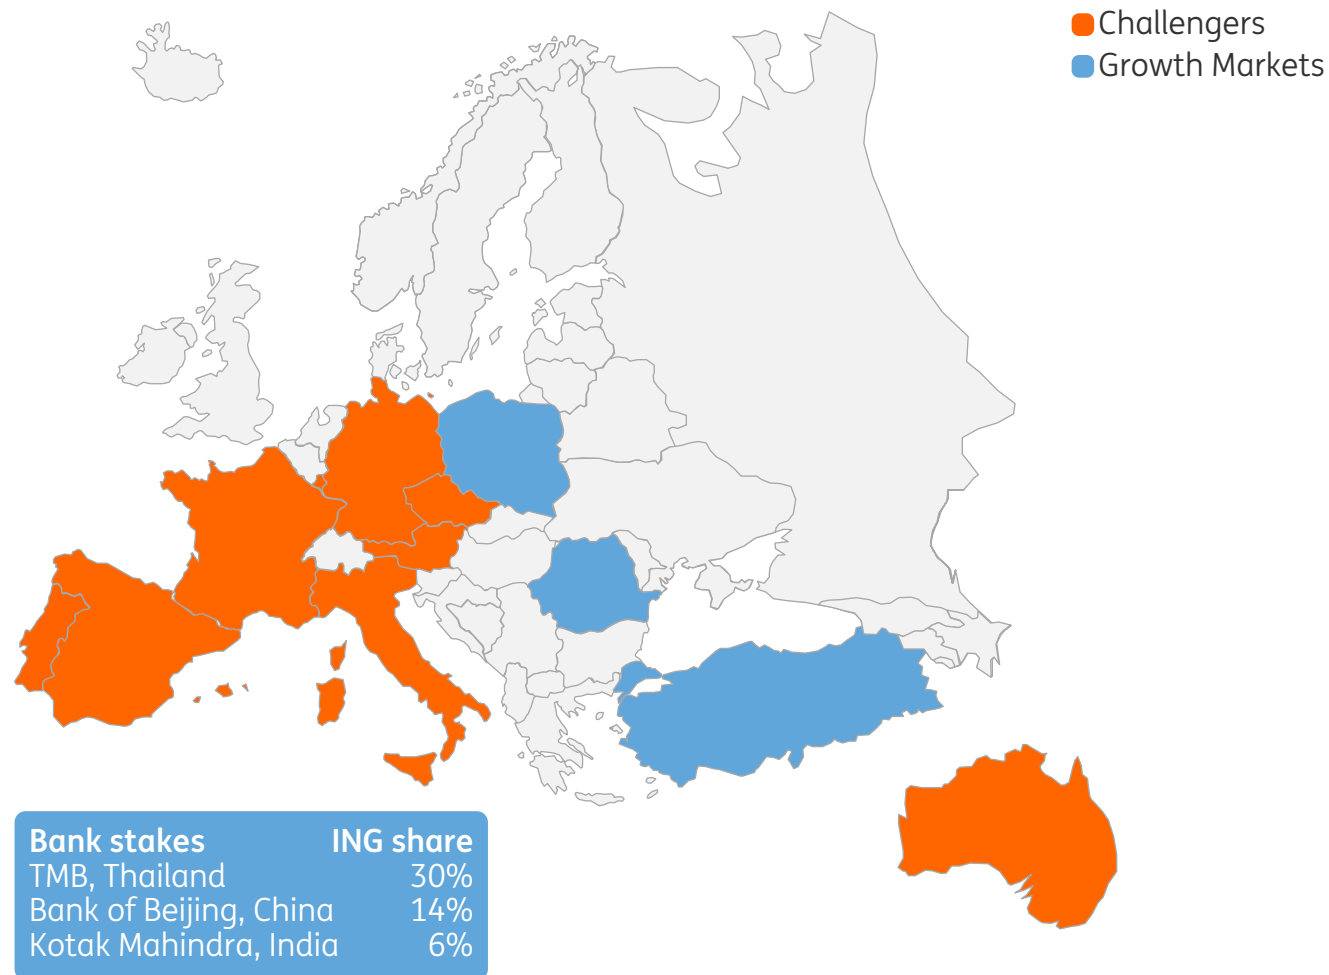 Challengers
Growth Markets
Bank stakes ING share
TMB, Thailand 30%
Bank of Beijing, China 14%
Kotak Mahindra, India 6%